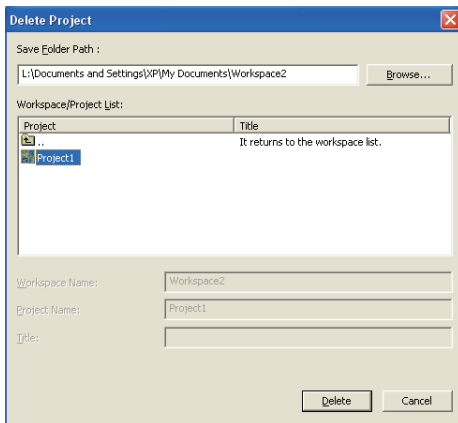 Delete Project
Save Folder Path :
L:\Documents and Settings\XP\My Documents\Workspace2
Browse...
Workspace/Project List:
Project Title
.. It returns to the workspace list.
Project1
Workspace Name: Workspace2
Project Name: Project1
Title:
Delete Cancel